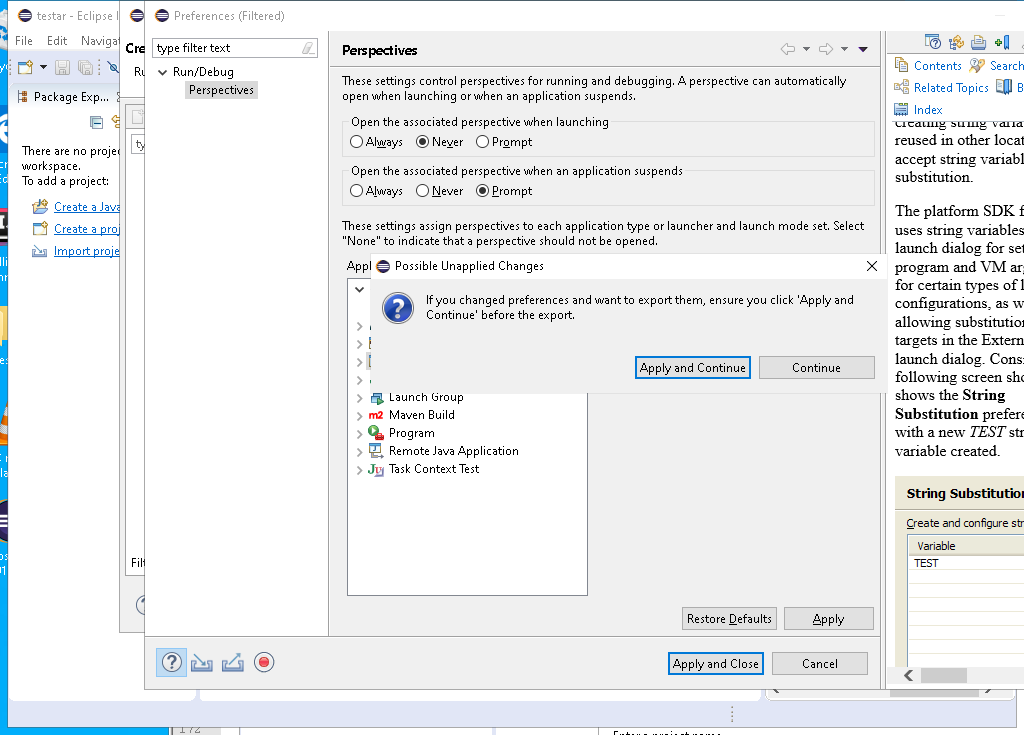 testar - Eclipse I
File Edit Navigat
Package Exp...
There are no projec
workspace.
To add a project:
Create a Java
Create a proj
Import proje
Cre
Ru
ty
Filt
Preferences (Filtered)
type filter text
Run/Debug
Perspectives
Perspectives
These settings control perspectives for running and debugging. A perspective can automatically
open when launching or when an application suspends.
Open the associated perspective when launching
Always Never Prompt
Open the associated perspective when an application suspends
Always Never Prompt
These settings assign perspectives to each application type or launcher and launch mode set. Select
"None" to indicate that a perspective should not be opened.
Appl
Possible Unapplied Changes
If you changed preferences and want to export them, ensure you click 'Apply and
Continue' before the export.
Apply and Continue Continue
Launch Group
m2 Maven Build
Program
Remote Java Application
Ju Task Context Test
Restore Defaults Apply
Apply and Close Cancel
Contents Search
Related Topics B
Index
creating string varia
reused in other locat
accept string variabl
substitution.
The platform SDK f
uses string variables
launch dialog for set
program and VM arg
for certain types of l
configurations, as w
allowing substitution
targets in the Extern
launch dialog. Cons
following screen sho
shows the String
Substitution prefere
with a new TEST str
variable created.
String Substitution
Create and configure str
Variable
TEST
172
Enter a project name